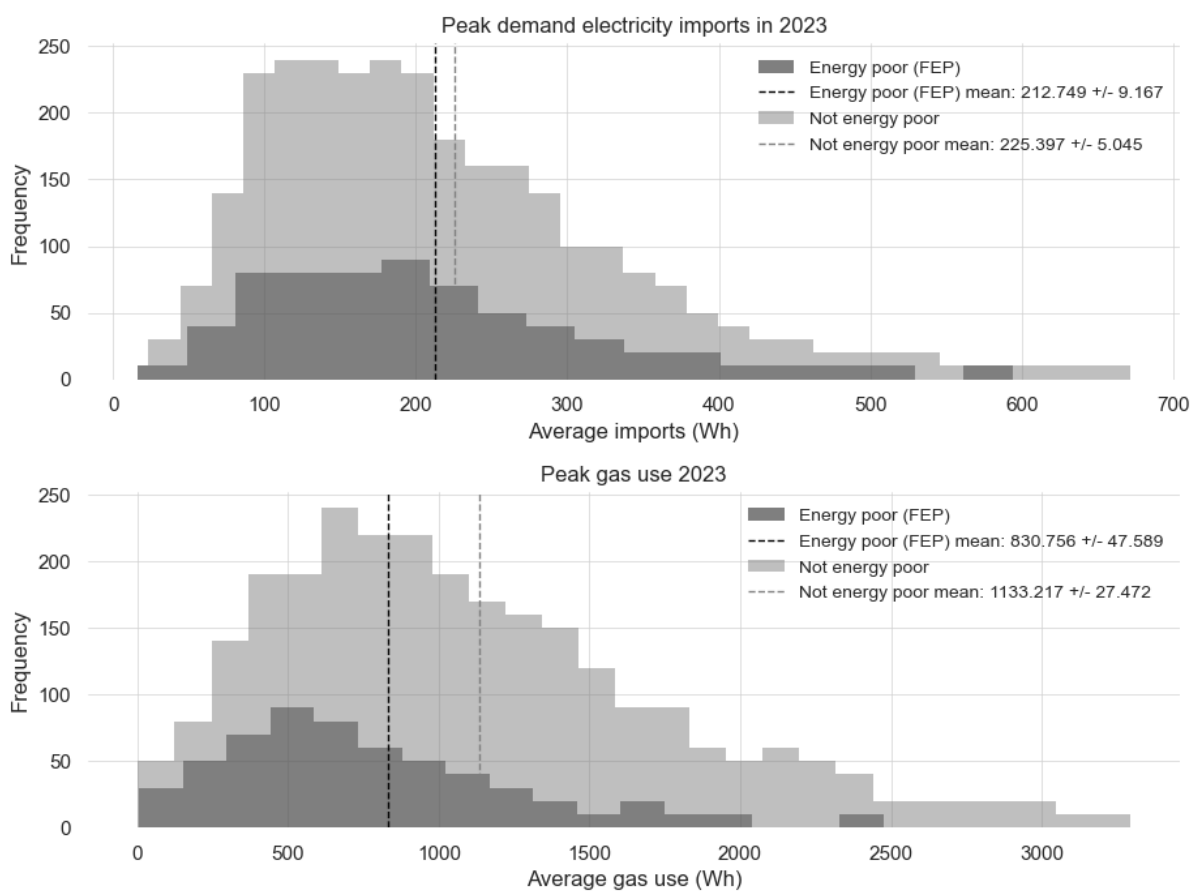 Peak demand electricity imports in 2023
250
200
150
100
50
0
Frequency
Energy poor (FEP)
Energy poor (FEP) mean: 212.749 +/- 9.167
Not energy poor
Not energy poor mean: 225.397 +/- 5.045
0 100 200 300 400 500 600 700
Average imports (Wh)
Peak gas use 2023
250
200
150
100
50
0
Frequency
Energy poor (FEP)
Energy poor (FEP) mean: 830.756 +/- 47.589
Not energy poor
Not energy poor mean: 1133.217 +/- 27.472
0 500 1000 1500 2000 2500 3000
Average gas use (Wh)